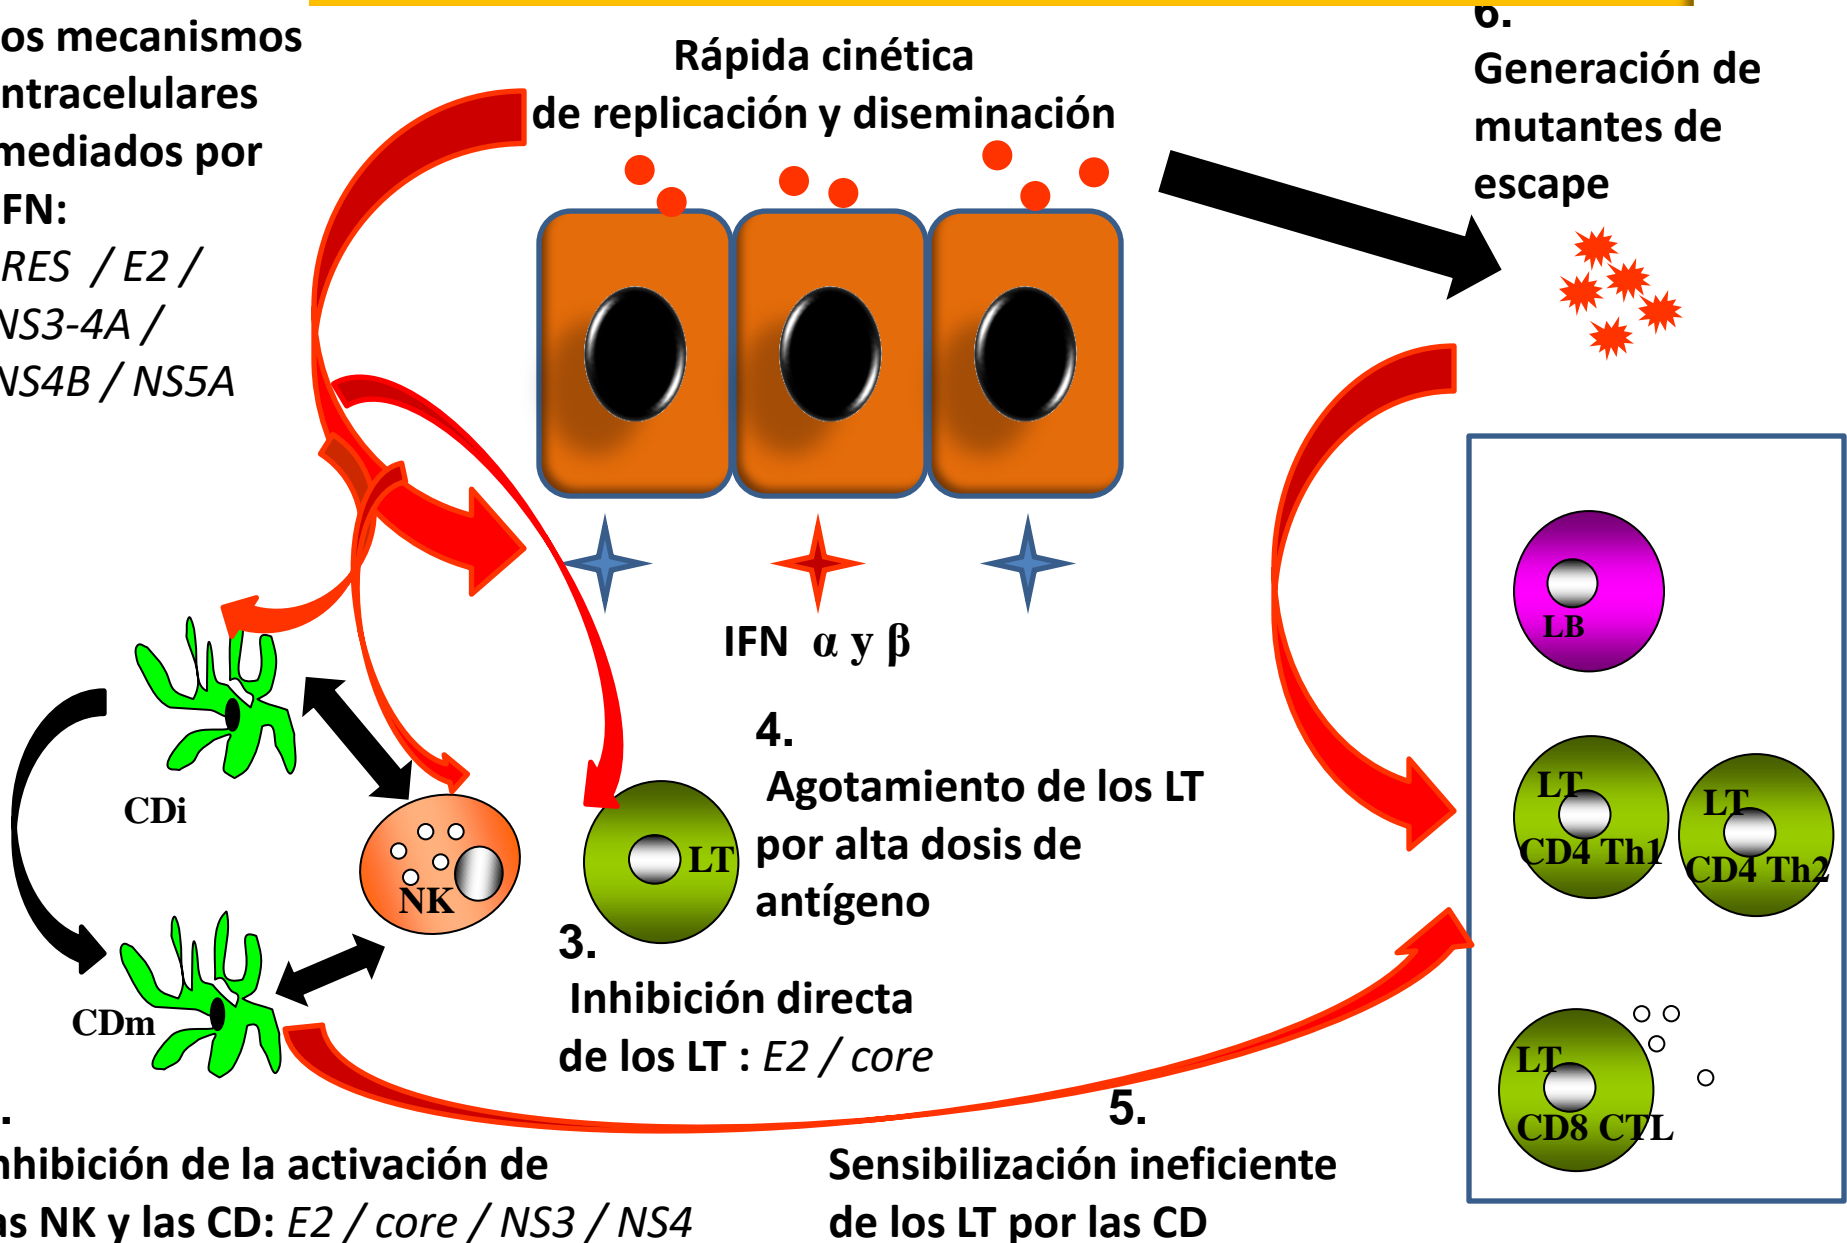 os mecanismos
ntracelulares
mediados por
FN:
RES / E2 /
NS3-4A /
NS4B / NS5A
Rápida cinética
de replicación y diseminación
6.
Generación de
mutantes de
escape
IFN α y β
CDi
NK
CDm
LT
4.
Agotamiento de los LT
por alta dosis de
antígeno
3.
Inhibición directa
de los LT : E2 / core
LB
LT
CD4 Th1
LT
CD4 Th2
LT
CD8 CTL
.
nhibición de la activación de
as NK y las CD: E2 / core / NS3 / NS4
5.
Sensibilización ineficiente
de los LT por las CD